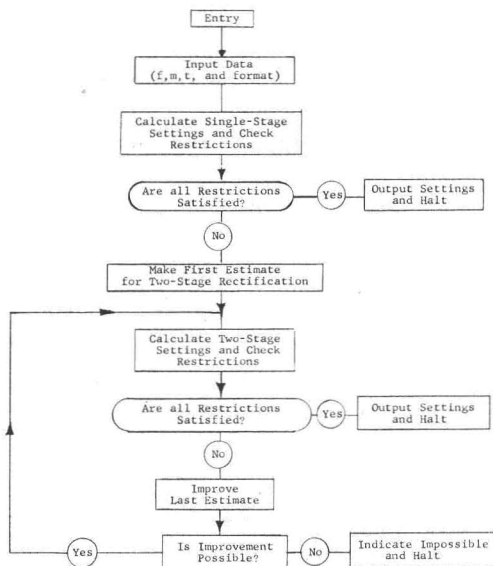 Entry
Input Data
(f,m,t, and format)
Calculate Single-Stage
Settings and Check
Restrictions
Are all Restrictions
Satisfied?
Yes
Output Settings
and Halt
No
Make First Estimate
for Two-Stage Rectification
Calculate Two-Stage
Settings and Check
Restrictions
Are all Restrictions
Satisfied?
Yes
Output Settings
and Halt
No
Improve
Last Estimate
Yes
Is Improvement
Possible?
No
Indicate Impossible
and Halt